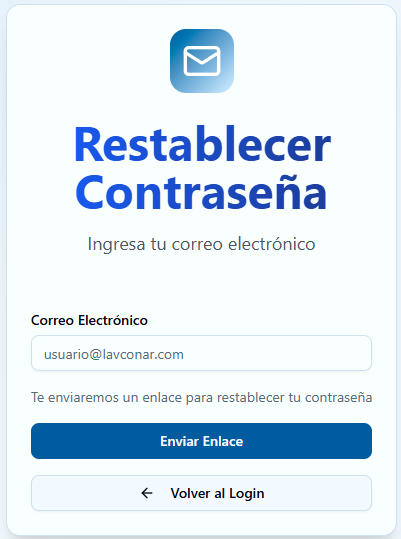 Restablecer
Contraseña
Ingresa tu correo electrónico
Correo Electrónico
usuario@lavconar.com
Te enviaremos un enlace para restablecer tu contraseña
Enviar Enlace
Volver al Login